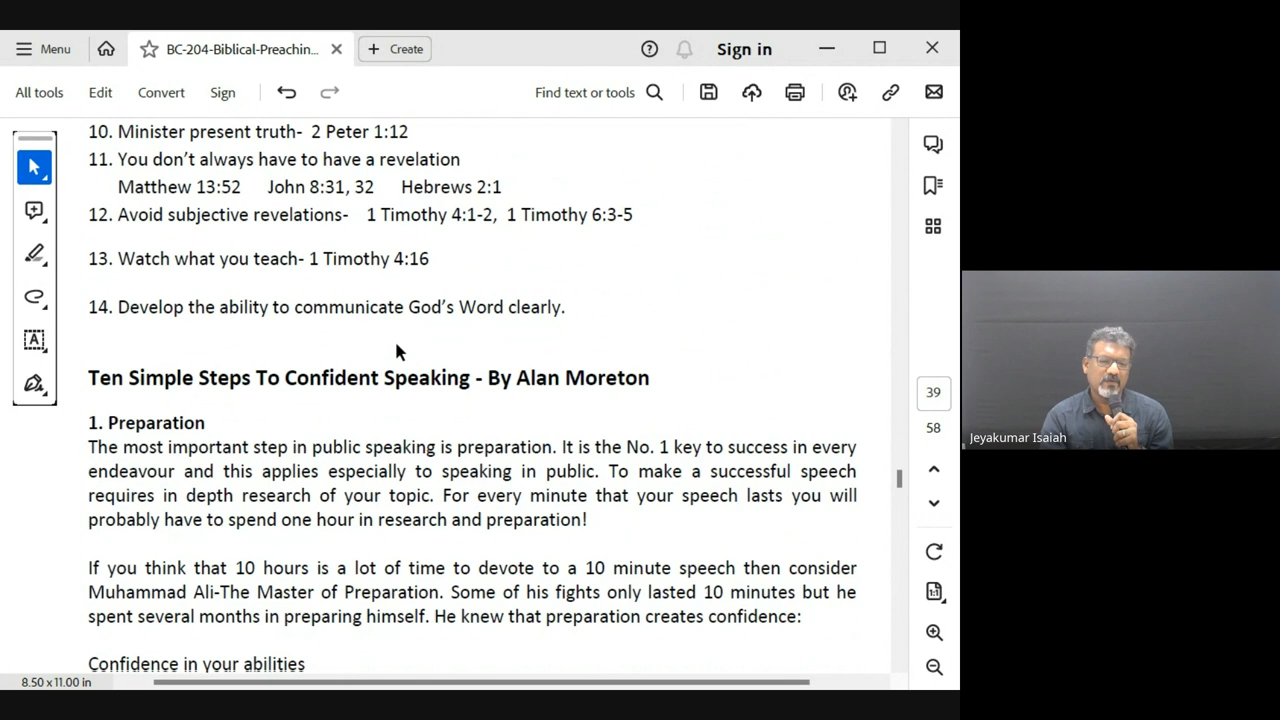 Menu
BC-204-Biblical-Preachin...
Create
Sign in
All tools
Edit
Convert
Sign
Find text or tools
10. Minister present truth- 2 Peter 1:12
11. You don’t always have to have a revelation
Matthew 13:52 John 8:31, 32 Hebrews 2:1
12. Avoid subjective revelations- 1 Timothy 4:1-2, 1 Timothy 6:3-5
13. Watch what you teach- 1 Timothy 4:16
14. Develop the ability to communicate God’s Word clearly.
Ten Simple Steps To Confident Speaking - By Alan Moreton
1. Preparation
The most important step in public speaking is preparation. It is the No. 1 key to success in every
endeavour and this applies especially to speaking in public. To make a successful speech
requires in depth research of your topic. For every minute that your speech lasts you will
probably have to spend one hour in research and preparation!
If you think that 10 hours is a lot of time to devote to a 10 minute speech then consider
Muhammad Ali-The Master of Preparation. Some of his fights only lasted 10 minutes but he
spent several months in preparing himself. He knew that preparation creates confidence:
Confidence in your abilities
39
58
8.50 x 11.00 in
Jeyakumar Isaiah